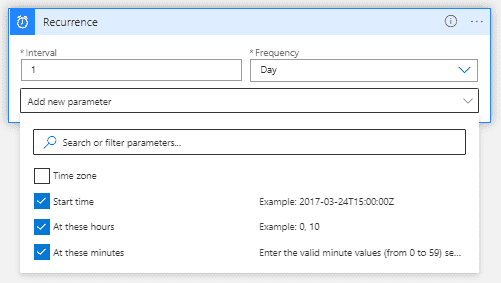 Recurrence
* Interval
* Frequency
1
Day
Add new parameter
Search or filter parameters...
Time zone
Start time Example: 2017-03-24T15:00:00Z
At these hours Example: 0, 10
At these minutes Enter the valid minute values (from 0 to 59) se...